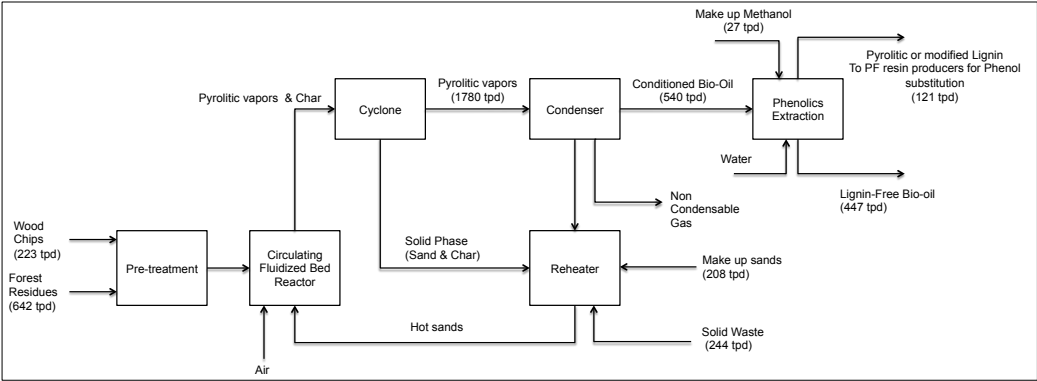 Make up Methanol
(27 tpd)
Pyrolitic or modified Lignin
To PF resin producers for Phenol
substitution
(121 tpd)
Pyrolitic vapors & Char
Cyclone
Pyrolitic vapors
(1780 tpd)
Condenser
Conditioned Bio-Oil
(540 tpd)
Phenolics
Extraction
Water
Lignin-Free Bio-oil
(447 tpd)
Non
Condensable
Gas
Wood
Chips
(223 tpd)
Forest
Residues
(642 tpd)
Pre-treatment
Circulating
Fluidized Bed
Reactor
Solid Phase
(Sand & Char)
Reheater
Make up sands
(208 tpd)
Hot sands
Solid Waste
(244 tpd)
Air